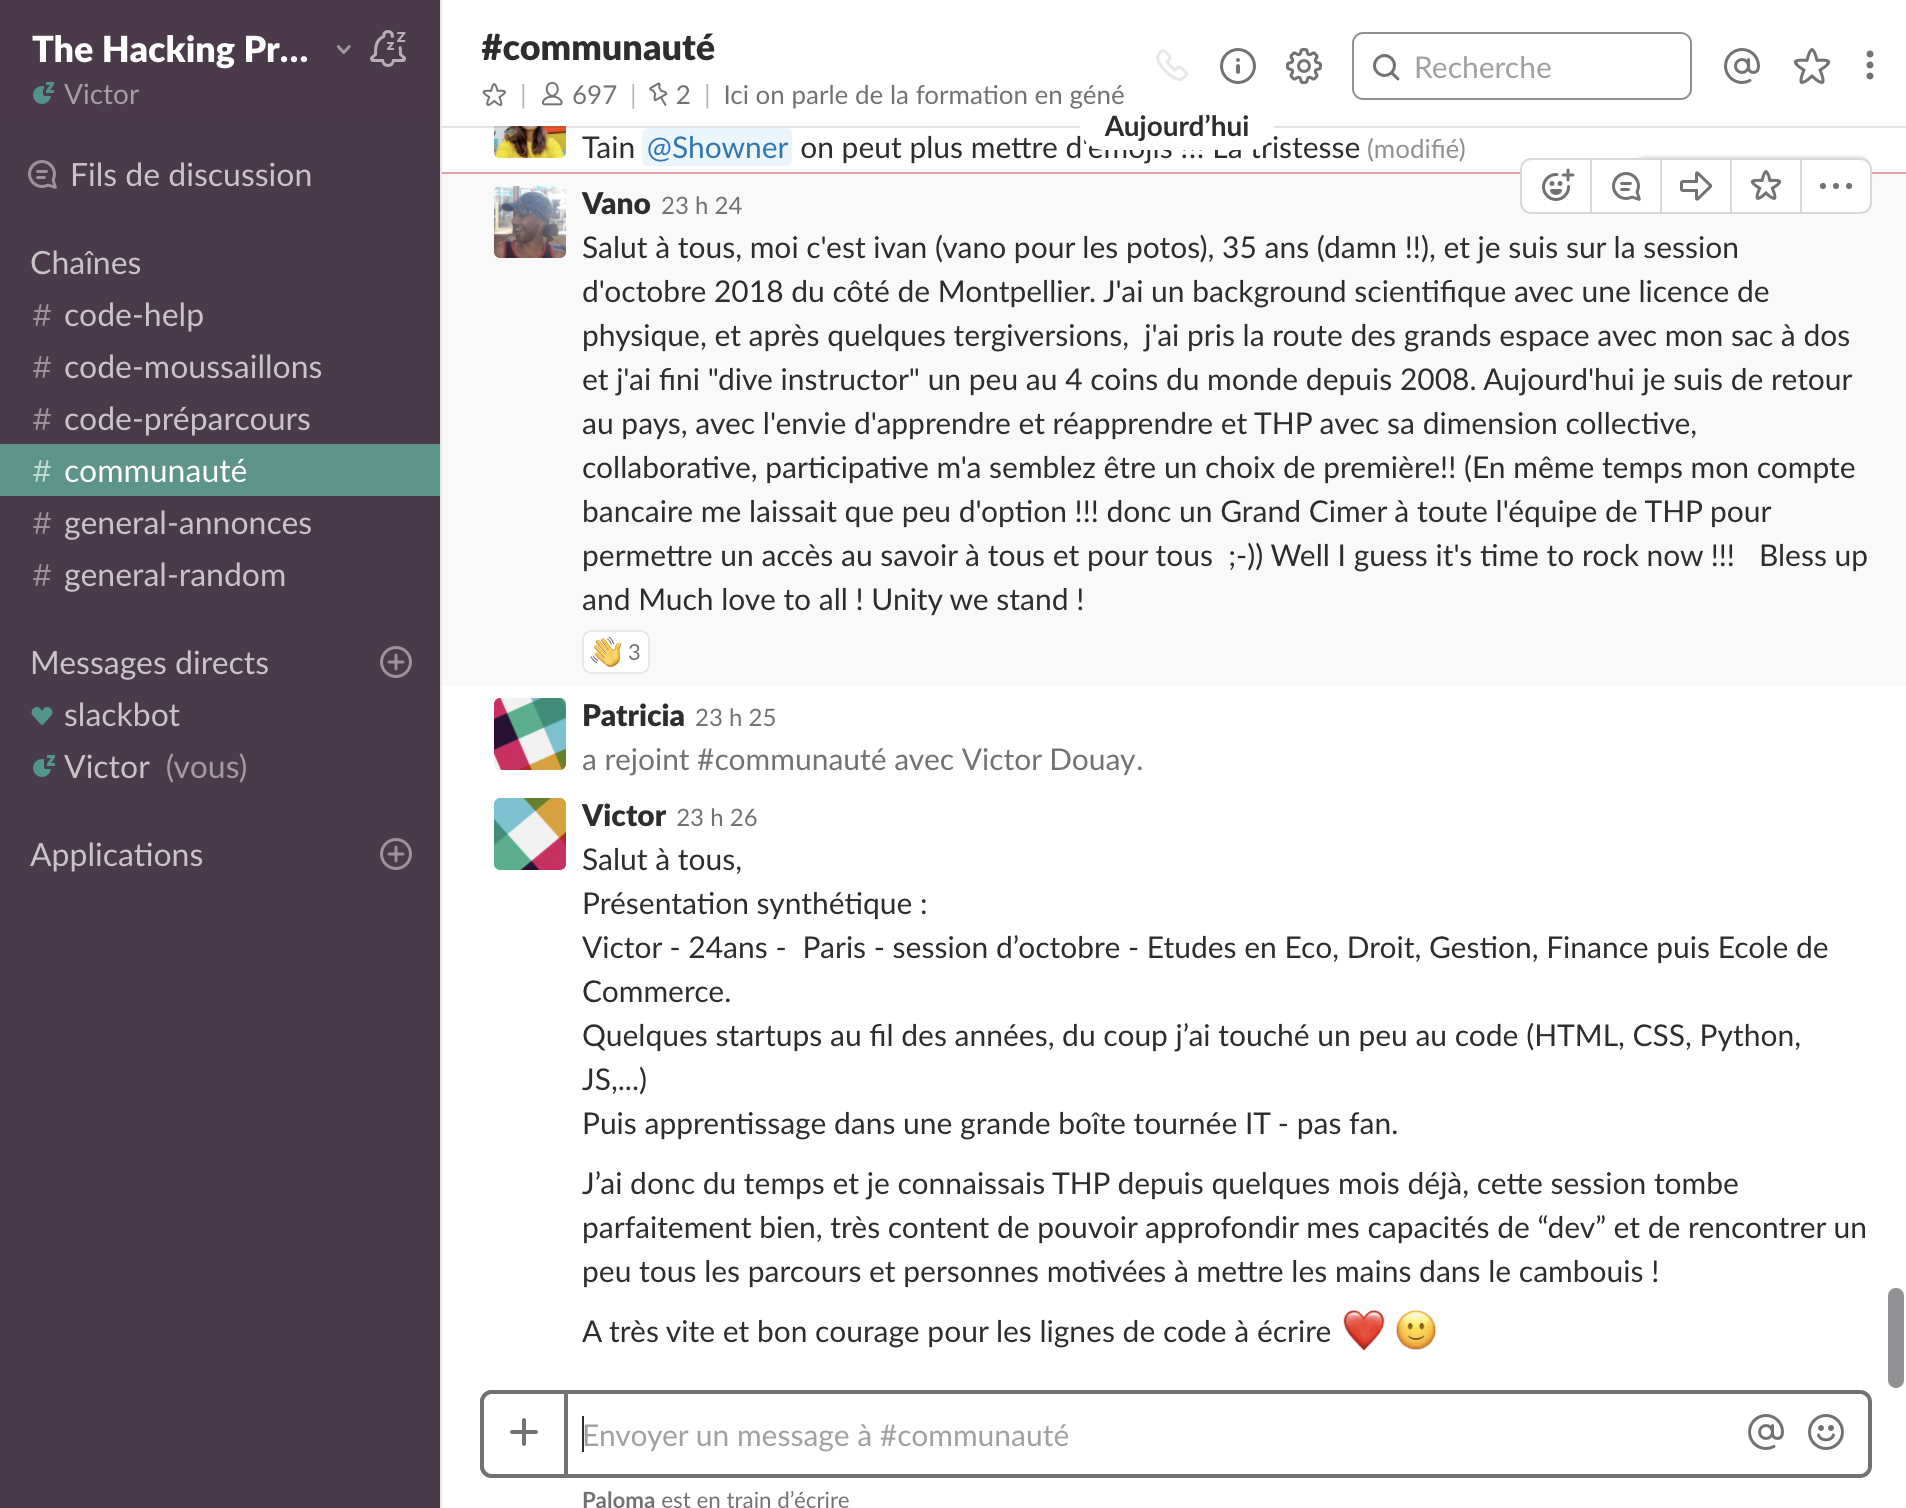 The Hacking Pr...
Victor
Fils de discussion
Chaînes
# code-help
# code-moussaillons
# code-préparcours
# communauté
# general-annonces
# general-random
Messages directs
slackbot
Victor (vous)
Applications
#communauté
697 | 2 | Ici on parle de la formation en géné
Recherche
Aujourd'hui
Tain @Showner on peut plus mettre d'emojis !!! La tristesse (modifié)
Vano 23 h 24
Salut à tous, moi c'est ivan (vano pour les potos), 35 ans (damn !!), et je suis sur la session
d'octobre 2018 du côté de Montpellier. J'ai un background scientifique avec une licence de
physique, et après quelques tergiversions,  j'ai pris la route des grands espace avec mon sac à dos
et j'ai fini "dive instructor" un peu au 4 coins du monde depuis 2008. Aujourd'hui je suis de retour
au pays, avec l'envie d'apprendre et réapprendre et THP avec sa dimension collective,
collaborative, participative m'a semblez être un choix de première!! (En même temps mon compte
bancaire me laissait que peu d'option !!! donc un Grand Cimer à toute l'équipe de THP pour
permettre un accès au savoir à tous et pour tous  ;-)) Well I guess it's time to rock now !!!   Bless up
and Much love to all ! Unity we stand !
👋 3
Patricia 23 h 25
a rejoint #communauté avec Victor Douay.
Victor 23 h 26
Salut à tous,
Présentation synthétique :
Victor - 24ans -  Paris - session d’octobre - Etudes en Eco, Droit, Gestion, Finance puis Ecole de
Commerce.
Quelques startups au fil des années, du coup j’ai touché un peu au code (HTML, CSS, Python,
JS,...)
Puis apprentissage dans une grande boîte tournée IT - pas fan.
J’ai donc du temps et je connaissais THP depuis quelques mois déjà, cette session tombe
parfaitement bien, très content de pouvoir approfondir mes capacités de “dev” et de rencontrer un
peu tous les parcours et personnes motivées à mettre les mains dans le cambouis !
A très vite et bon courage pour les lignes de code à écrire ❤️ 🙂
Envoyer un message à #communauté
Paloma est en train d’écrire